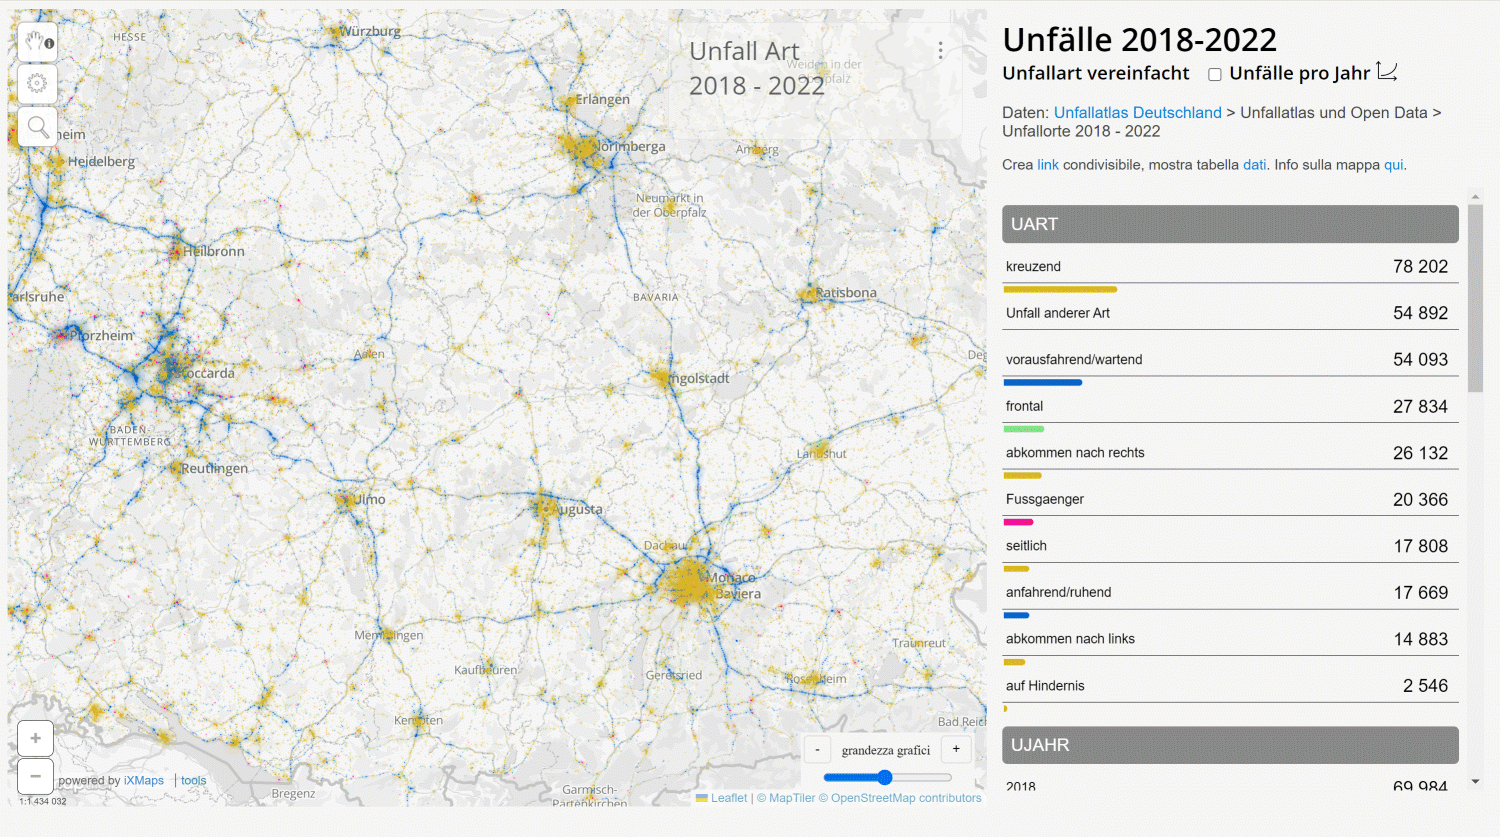 HESSE
Würzburg
Unfall Art
2018 - 2022
Weiden in der
Oberpfalz
Erlangen
Norimberga
Amberg
heim
Heidelberg
Neumarkt in
der Oberpfalz
Heilbronn
BAVARIA
Ratisbona
arlsruhe
Pforzheim
Aalen
Stoccarda
Ingolstadt
BADEN-
WÜRTTEMBERG
Landshut
Reutlingen
Ulmo
Augusta
Dachau
Monaco
Baviera
Memmingen
Traunreut
Kaufbeuren
Geretsried
Rosenheim
Kempten
Bad Reich
Bregenz
Garmisch-
Partenkirchen
+
−
powered by iXMaps | tools
1:1 434 032
- grandezza grafici +
Leaflet | © MapTiler © OpenStreetMap contributors
Unfälle 2018-2022
Unfallart vereinfacht Unfälle pro Jahr
Daten: Unfallatlas Deutschland > Unfallatlas und Open Data >
Unfallorte 2018 - 2022
Crea link condivisibile, mostra tabella dati. Info sulla mappa qui.
UART
kreuzend 78 202
Unfall anderer Art 54 892
vorausfahrend/wartend 54 093
frontal 27 834
abkommen nach rechts 26 132
Fussgaenger 20 366
seitlich 17 808
anfahrend/ruhend 17 669
abkommen nach links 14 883
auf Hindernis 2 546
UJAHR
2018 69 984